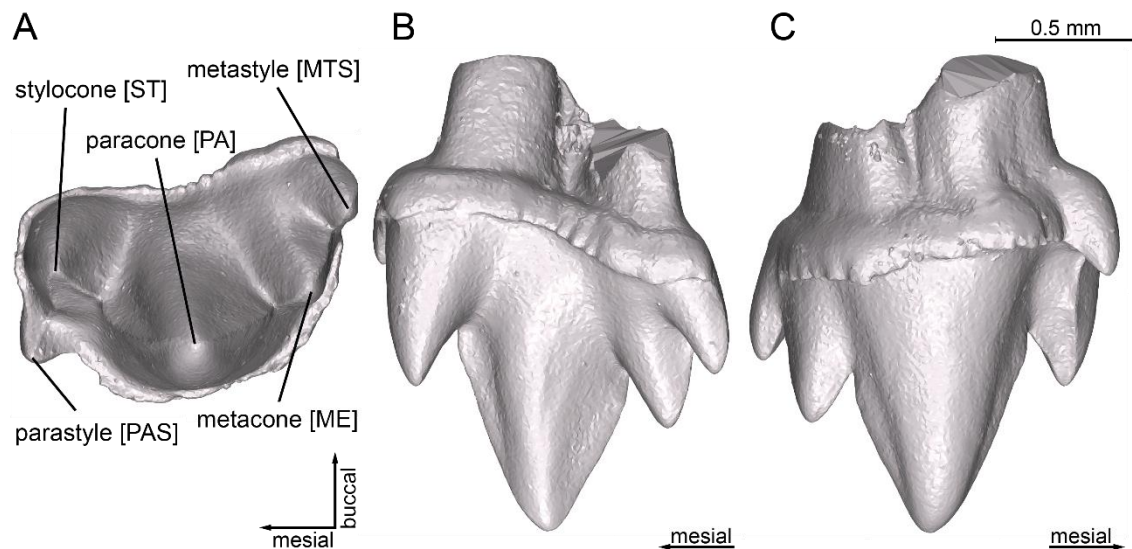 A
B
C
0.5 mm
metastyle [MTS]
stylocone [ST]
paracone [PA]
parastyle [PAS]
metacone [ME]
buccal
mesial
mesial
mesial